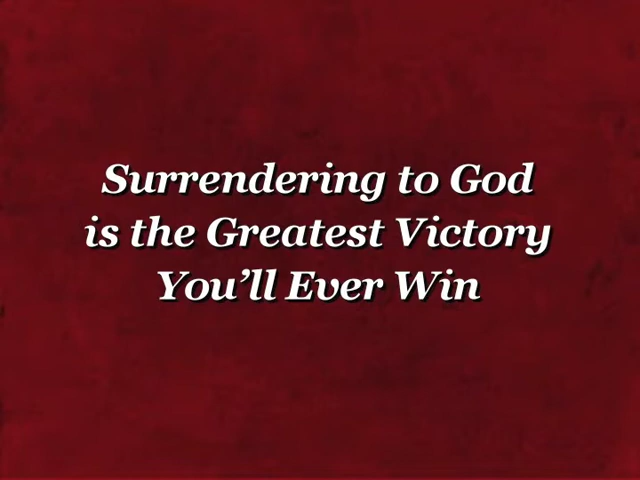 Surrendering to God
is the Greatest Victory
You’ll Ever Win